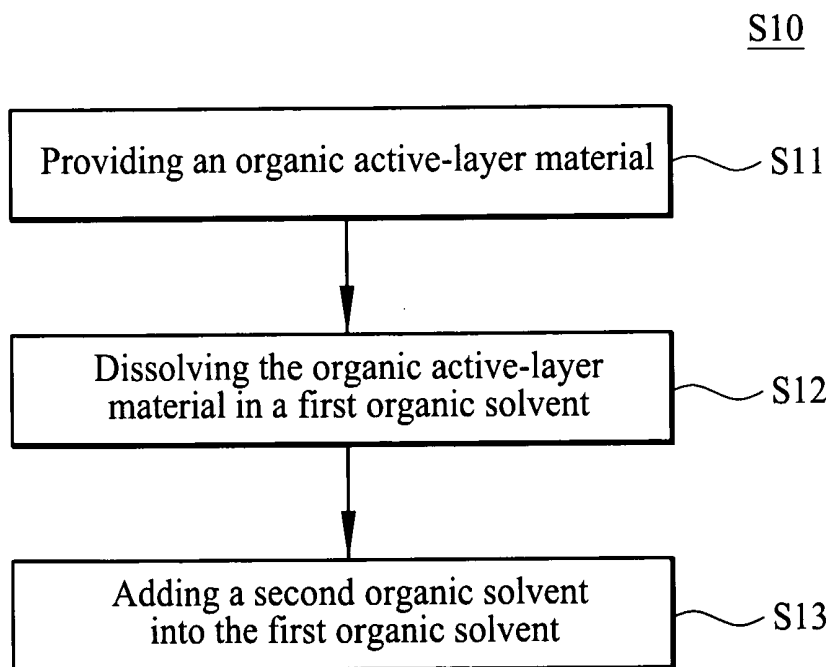 S10
Providing an organic active-layer material
S11
Dissolving the organic active-layer
material in a first organic solvent
S12
Adding a second organic solvent
into the first organic solvent
S13